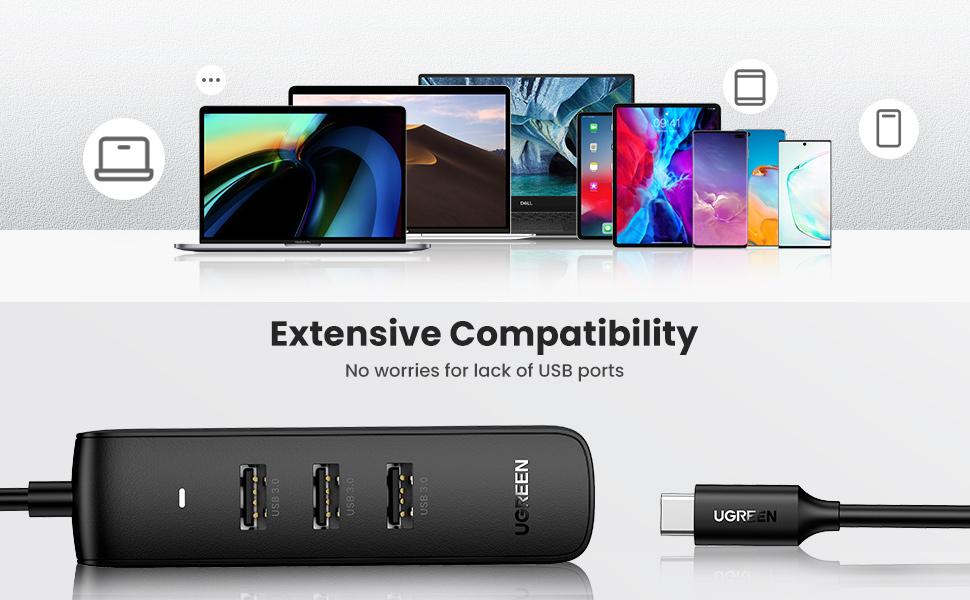 09:41
DELL
Extensive Compatibility
No worries for lack of USB ports
USB 3.0
USB 3.0
USB 3.0
UGREEN
UGREEN